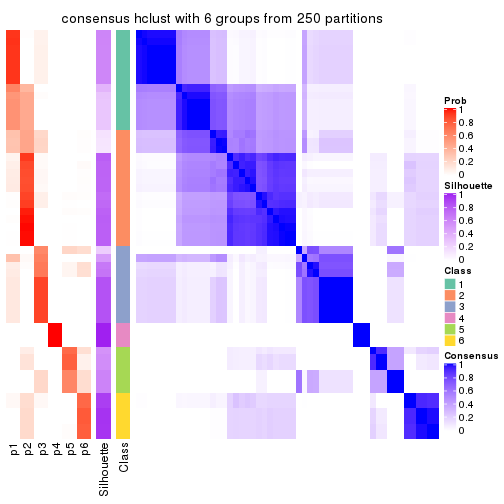 consensus hclust with 6 groups from 250 partitions
Prob
1
0.8
0.6
0.4
0.2
0
Silhouette
1
0.8
0.6
0.4
0.2
0
Class
1
2
3
4
5
6
Consensus
1
0.8
0.6
0.4
0.2
0
p1
p2
p3
p4
p5
p6
Silhouette
Class